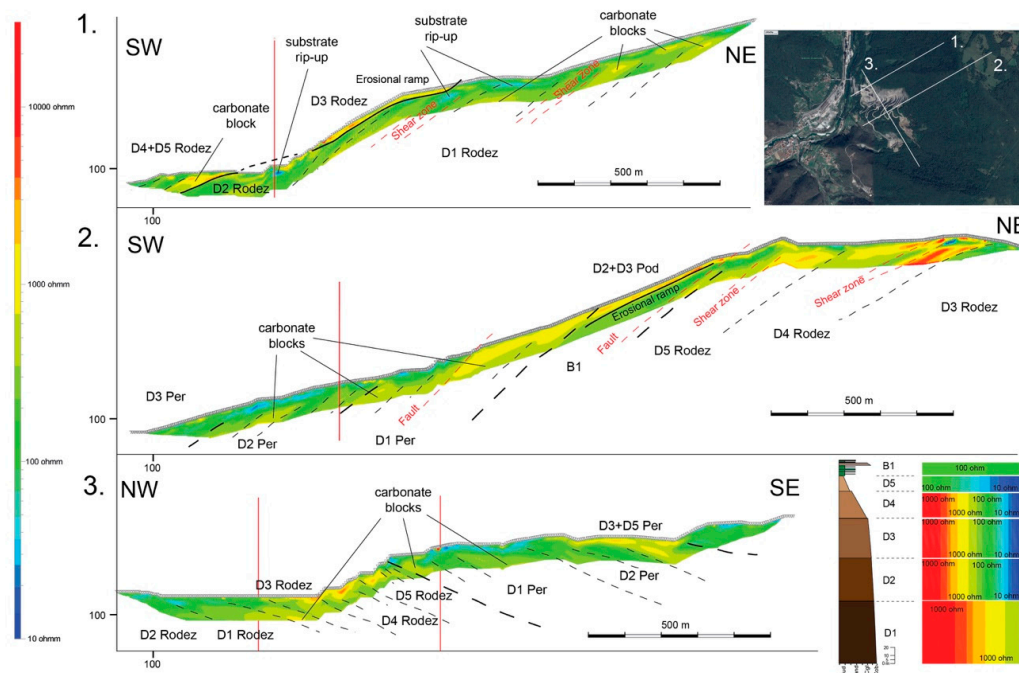 10000 ohmm
1000 ohmm
100 ohmm
10 ohmm
1.
SW
substrate
rip-up
substrate
rip-up
carbonate
blocks
NE
Erosional ramp
D3 Rodez
carbonate
block
Shear zone
Shear zone
D4+D5 Rodez
D1 Rodez
100
D2 Rodez
500 m
100
1.
2.
3.
2.
SW
NE
D2+D3 Pod
Erosional ramp
Shear zone
Shear zone
Fault
D3 Rodez
D4 Rodez
D5 Rodez
carbonate
blocks
B1
D3 Per
Fault
500 m
100
D2 Per
D1 Per
100
3.
NW
SE
carbonate
blocks
D3+D5 Per
D3 Rodez
D1 Per
D2 Per
D5 Rodez
D4 Rodez
100
D2 Rodez
D1 Rodez
500 m
100
B1
100 ohm
D5
100 ohm
10 ohm
D4
1000 ohm
100 ohm
10 ohm
D3
1000 ohm
1000 ohm
100 ohm
10 ohm
D2
1000 ohm
1000 ohm
100 ohm
10 ohm
D1
1000 ohm
20
0